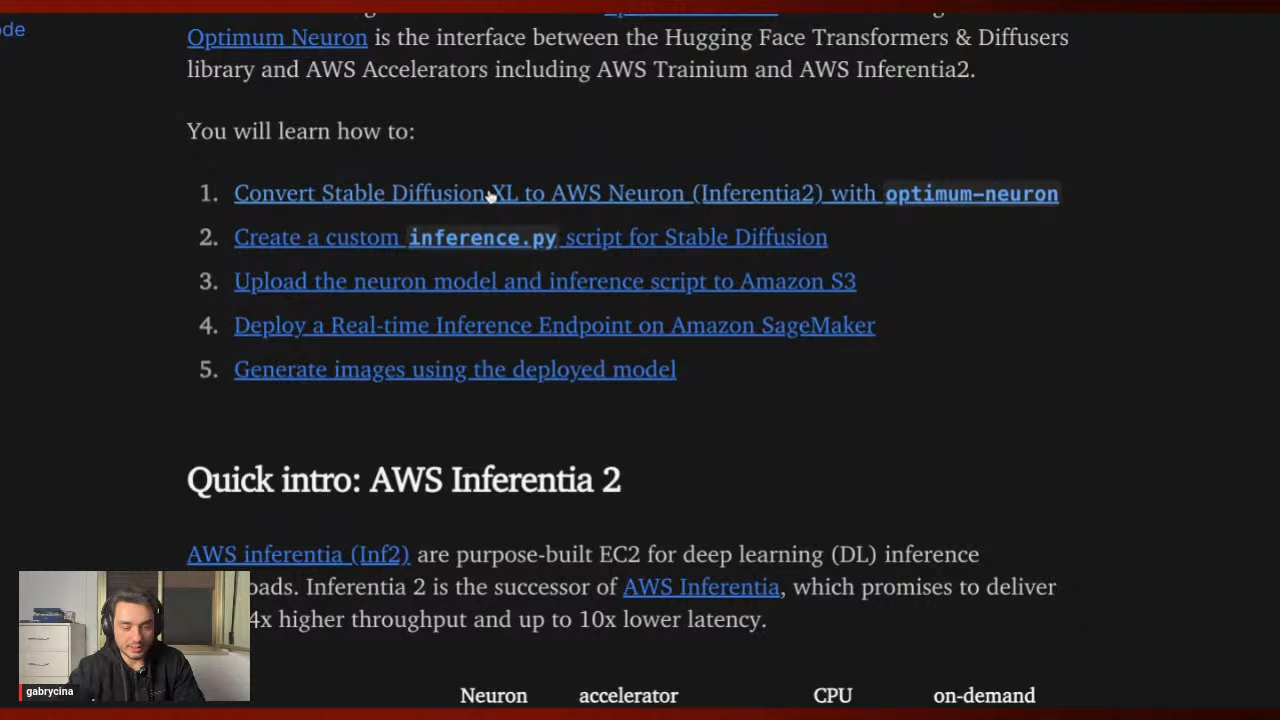 ode
Optimum Neuron is the interface between the Hugging Face Transformers & Diffusers
library and AWS Accelerators including AWS Trainium and AWS Inferentia2.
You will learn how to:
1. Convert Stable Diffusion XL to AWS Neuron (Inferentia2) with optimum-neuron
2. Create a custom inference.py script for Stable Diffusion
3. Upload the neuron model and inference script to Amazon S3
4. Deploy a Real-time Inference Endpoint on Amazon SageMaker
5. Generate images using the deployed model
Quick intro: AWS Inferentia 2
AWS inferentia (Inf2) are purpose-built EC2 for deep learning (DL) inference
oads. Inferentia 2 is the successor of AWS Inferentia, which promises to deliver
4x higher throughput and up to 10x lower latency.
gabrycina
Neuron accelerator CPU on-demand